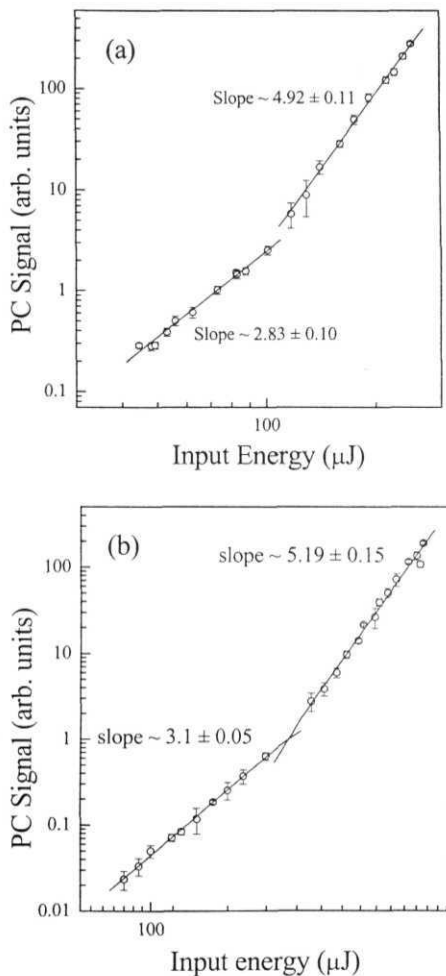 (a)
100
Slope ~ 4.92 ± 0.11
10
1
Slope ~ 2.83 ± 0.10
0.1
PC Signal (arb. units)
100
Input Energy (μJ)
(b)
slope ~ 5.19 ± 0.15
100
10
1
slope ~ 3.1 ± 0.05
0.1
0.01
PC Signal (arb. units)
100
Input energy (μJ)